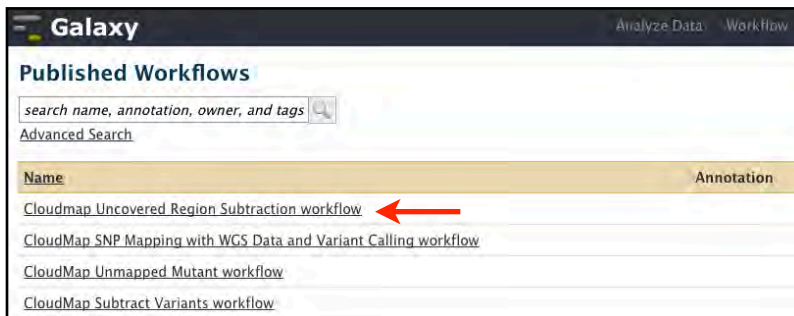 Galaxy
Analyze Data Workflow
Published Workflows
search name, annotation, owner, and tags
Advanced Search
Name Annotation
Cloudmap Uncovered Region Subtraction workflow
CloudMap SNP Mapping with WGS Data and Variant Calling workflow
CloudMap Unmapped Mutant workflow
CloudMap Subtract Variants workflow